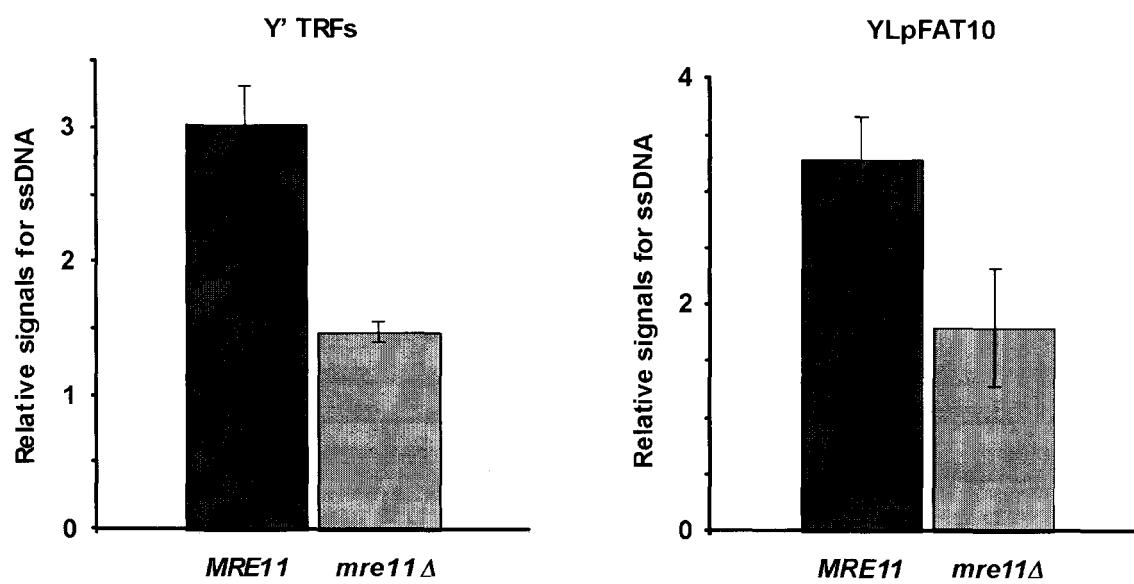 Y' TRFs
Relative signals for ssDNA
3
2
1
0
MRE11 mre11Δ
YLpFAT10
Relative signals for ssDNA
4
2
0
MRE11 mre11Δ